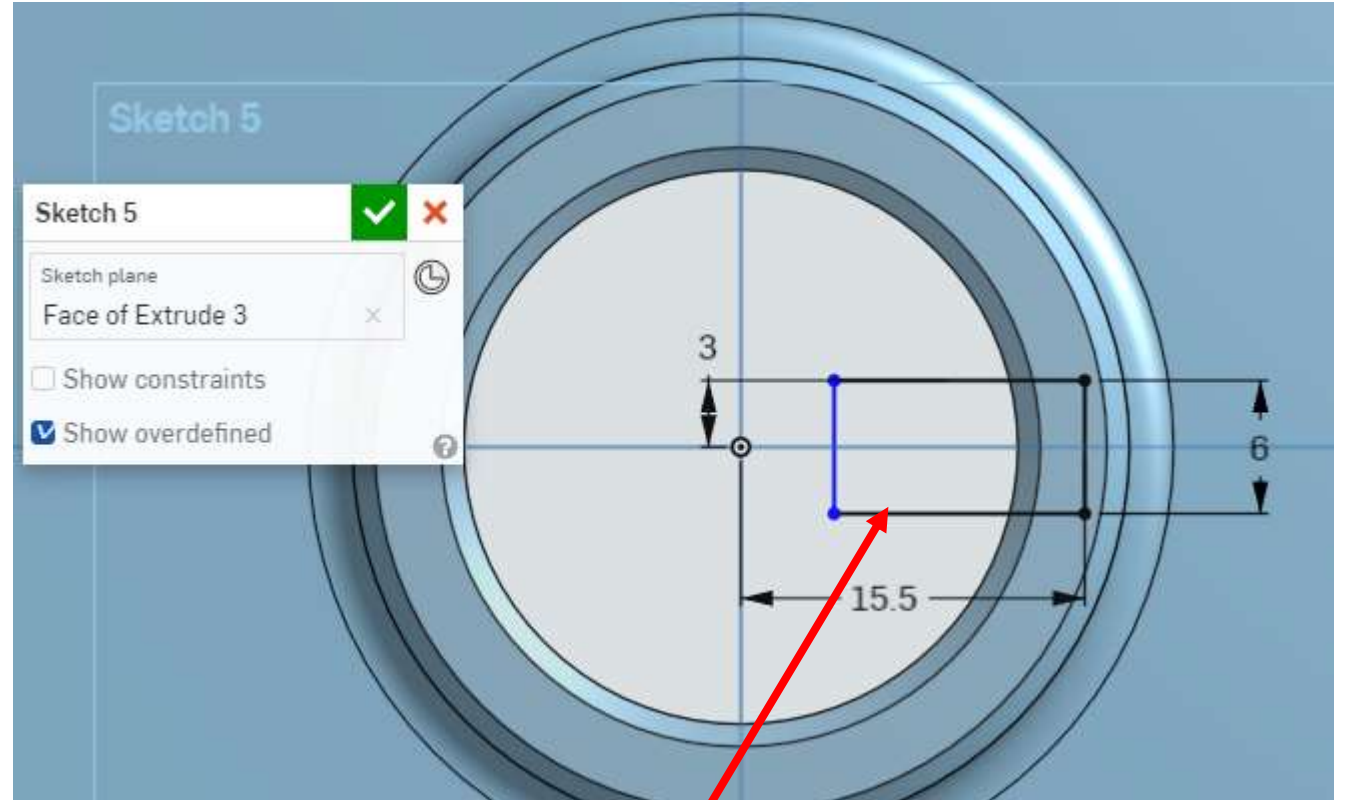 Sketch 5
Sketch 5
Sketch plane
Face of Extrude 3
Show constraints
Show overdefined
3
6
15.5